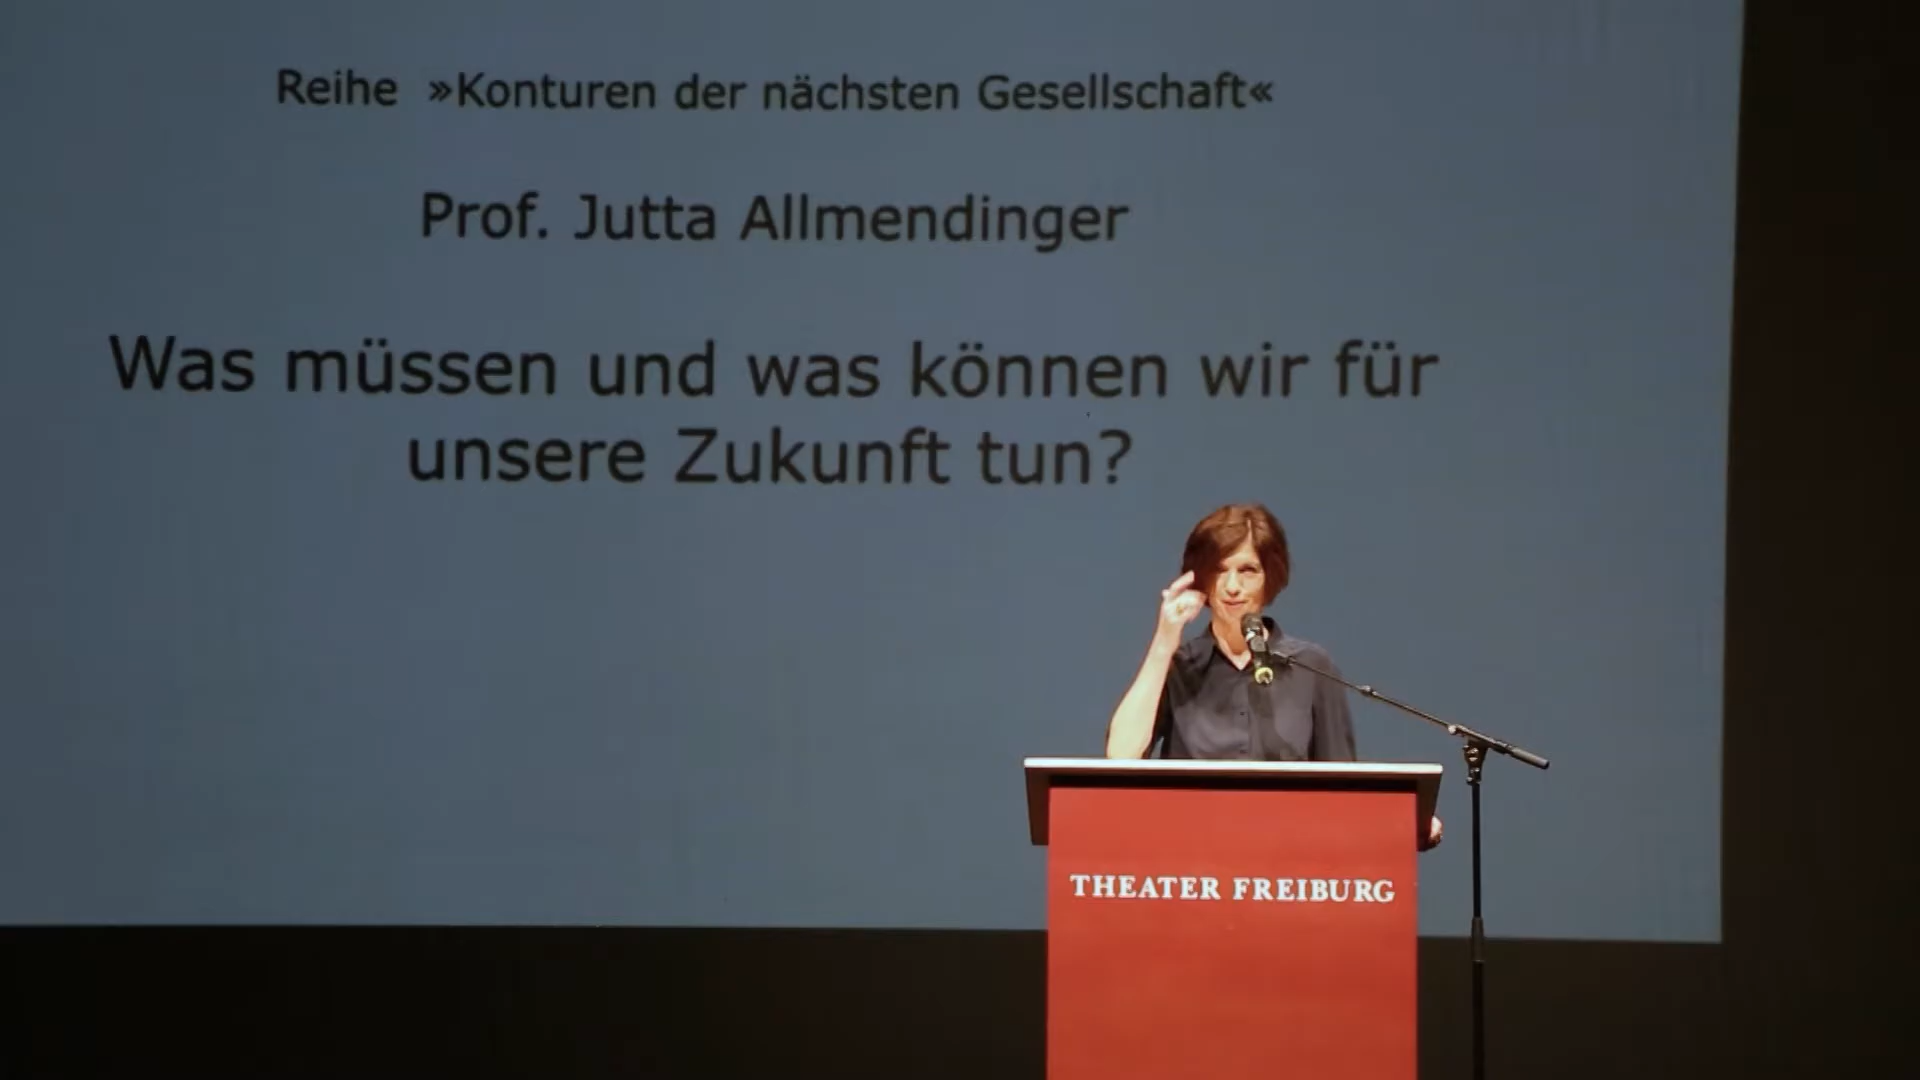 Reihe »Konturen der nächsten Gesellschaft«
Prof. Jutta Allmendinger
Was müssen und was können wir für
unsere Zukunft tun?
THEATER FREIBURG